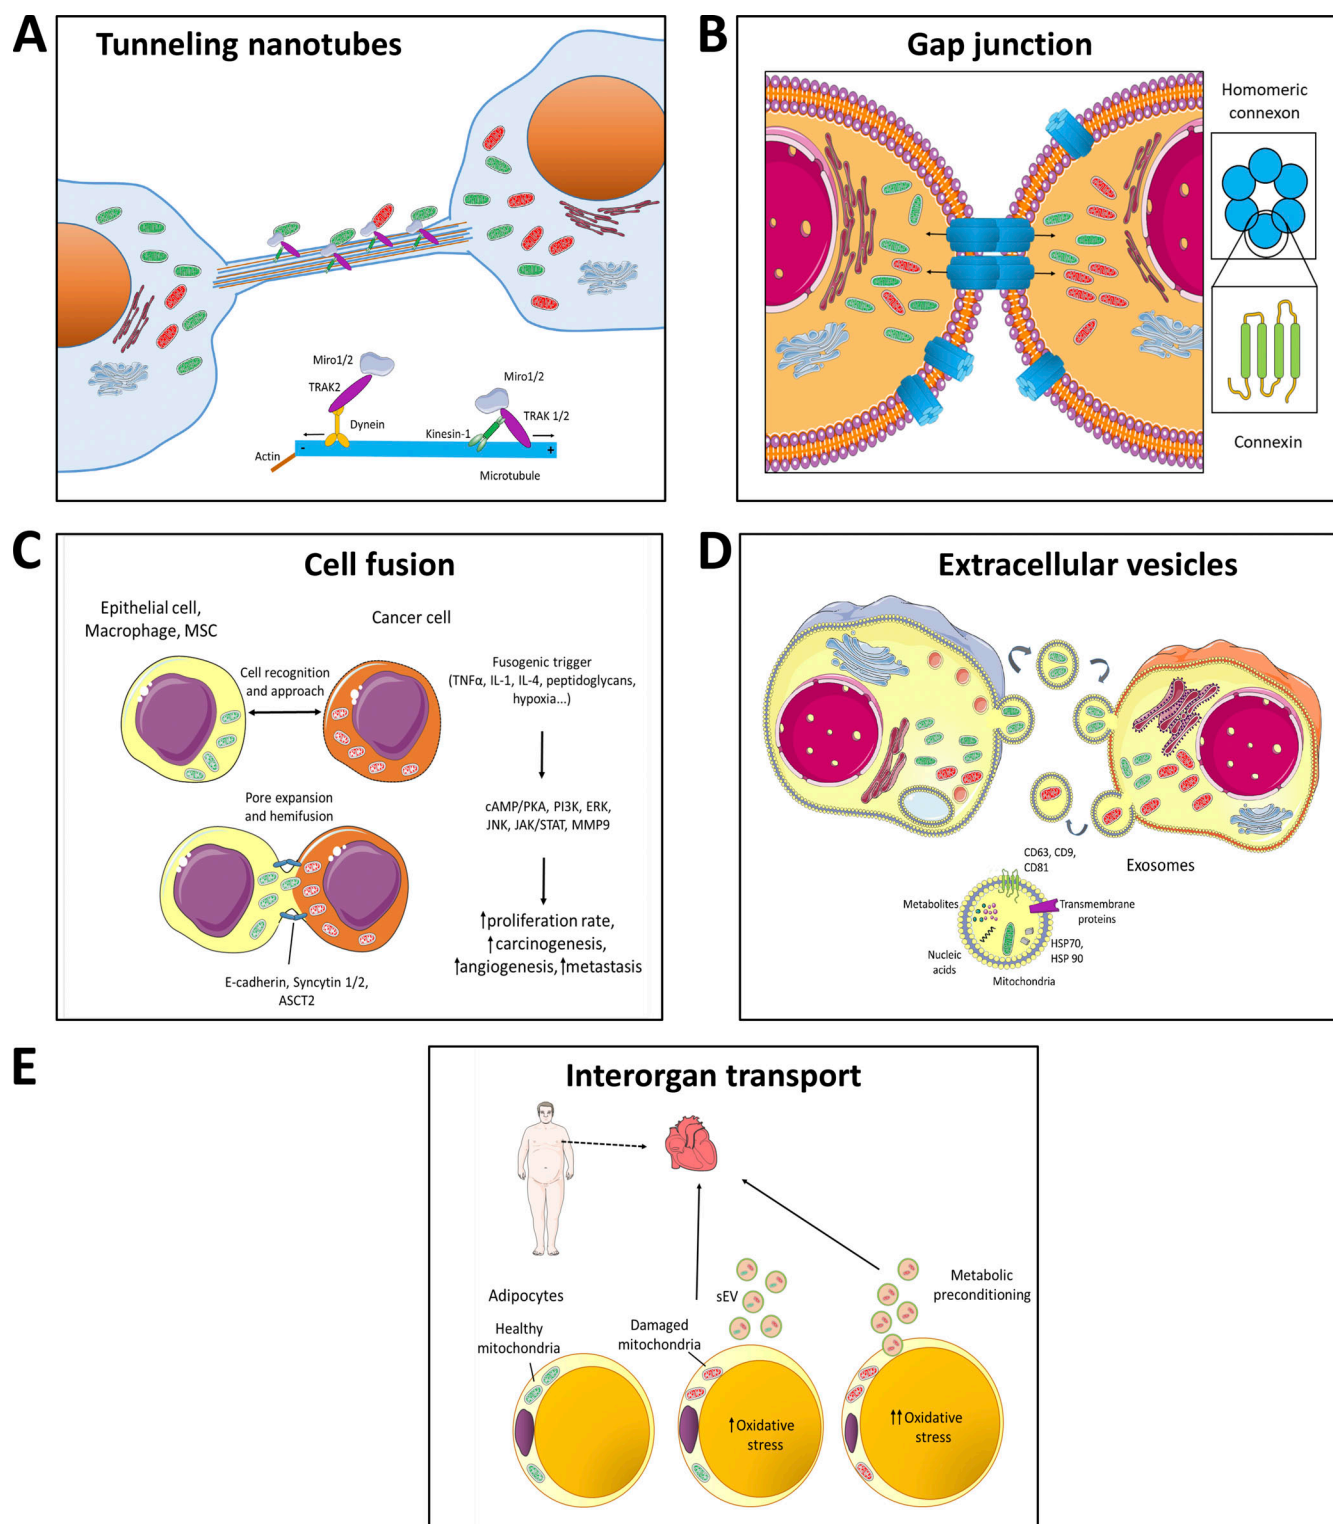 A
Tunneling nanotubes
Miro1/2
TRAK2
Dynein
Miro1/2
TRAK 1/2
Kinesin-1
Actin
-
+
Microtubule
B
Gap junction
Homomeric
connexon
Connexin
C
Cell fusion
Epithelial cell,
Macrophage, MSC
Cancer cell
Cell recognition
and approach
Fusogenic trigger
(TNFα, IL-1, IL-4, peptidoglycans,
hypoxia...)
Pore expansion
and hemifusion
cAMP/PKA, PI3K, ERK,
JNK, JAK/STAT, MMP9
↑proliferation rate,
↑carcinogenesis,
↑angiogenesis, ↑metastasis
E-cadherin, Syncytin 1/2,
ASCT2
D
Extracellular vesicles
Exosomes
CD63, CD9,
CD81
Metabolites
Transmembrane
proteins
Nucleic
acids
HSP70,
HSP 90
Mitochondria
E
Interorgan transport
Adipocytes
Healthy
mitochondria
Damaged
mitochondria
sEV
Metabolic
preconditioning
↑Oxidative
stress
↑↑Oxidative
stress